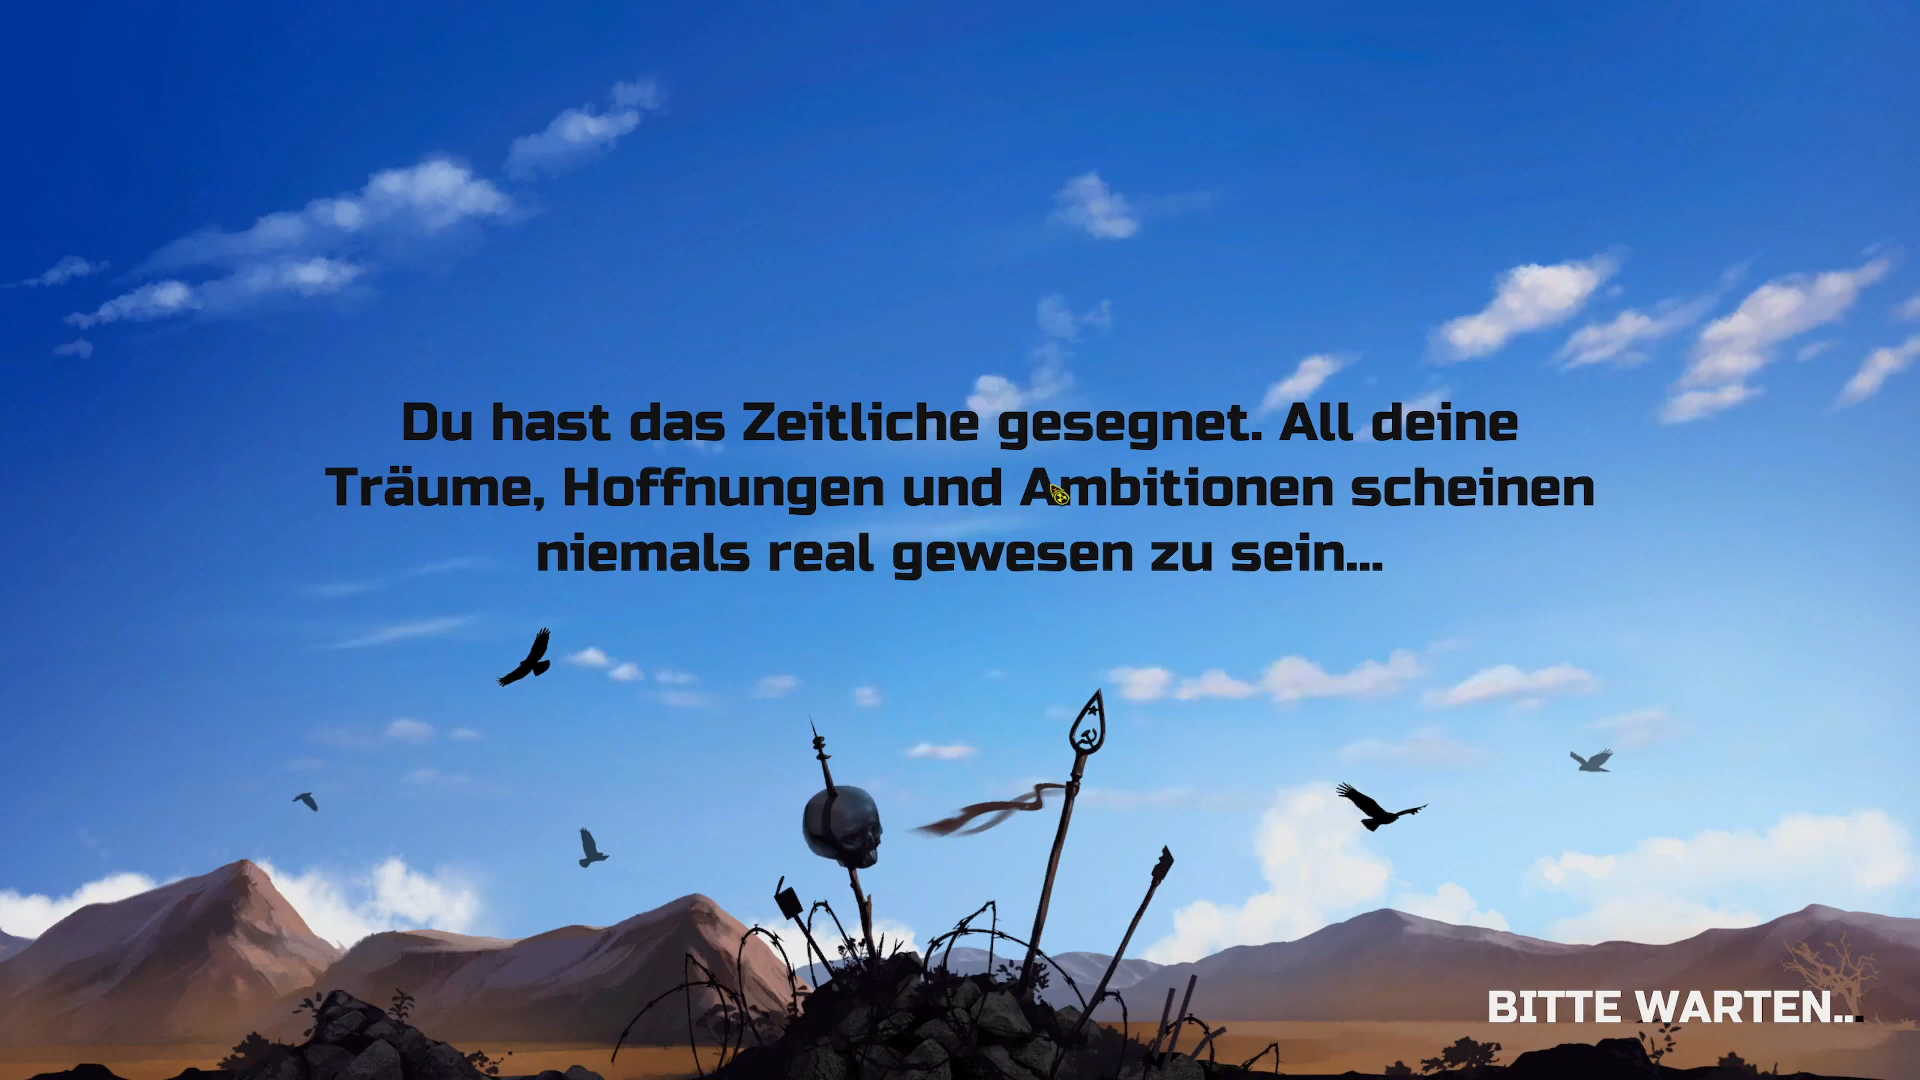 Du hast das Zeitliche gesegnet. All deine
Träume, Hoffnungen und Ambitionen scheinen
niemals real gewesen zu sein...
BITTE WARTEN...